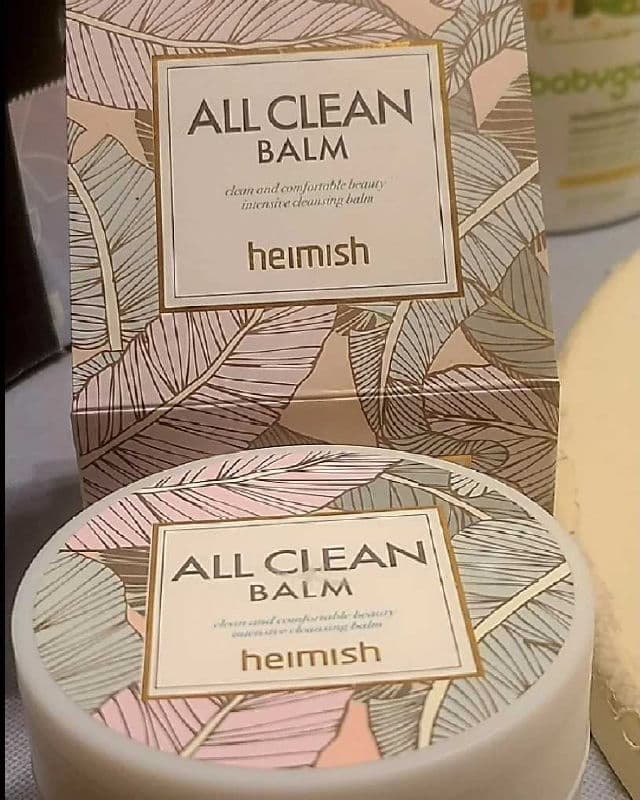 ALL CLEAN
BALM
clean and comfortable beauty
intensive cleansing balm
heimish
babyga
ALL CLEAN
BALM
clean and comfortable beauty
intensive cleansing balm
heimish